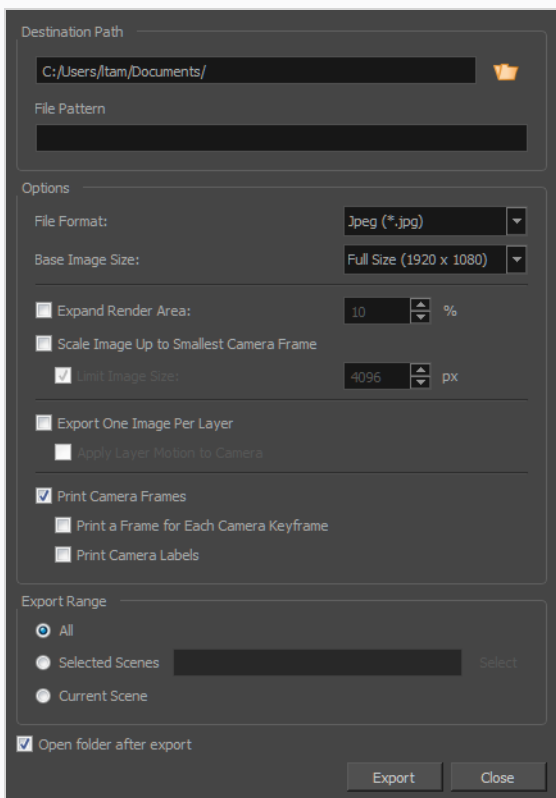 Destination Path
C:/Users/ltam/Documents/
File Pattern
Options
File Format: Jpeg (*.jpg)
Base Image Size: Full Size (1920 x 1080)
Expand Render Area: 10 %
Scale Image Up to Smallest Camera Frame
Limit Image Size: 4096 px
Export One Image Per Layer
Apply Layer Motion to Camera
Print Camera Frames
Print a Frame for Each Camera Keyframe
Print Camera Labels
Export Range
All
Selected Scenes Select
Current Scene
Open folder after export
Export Close